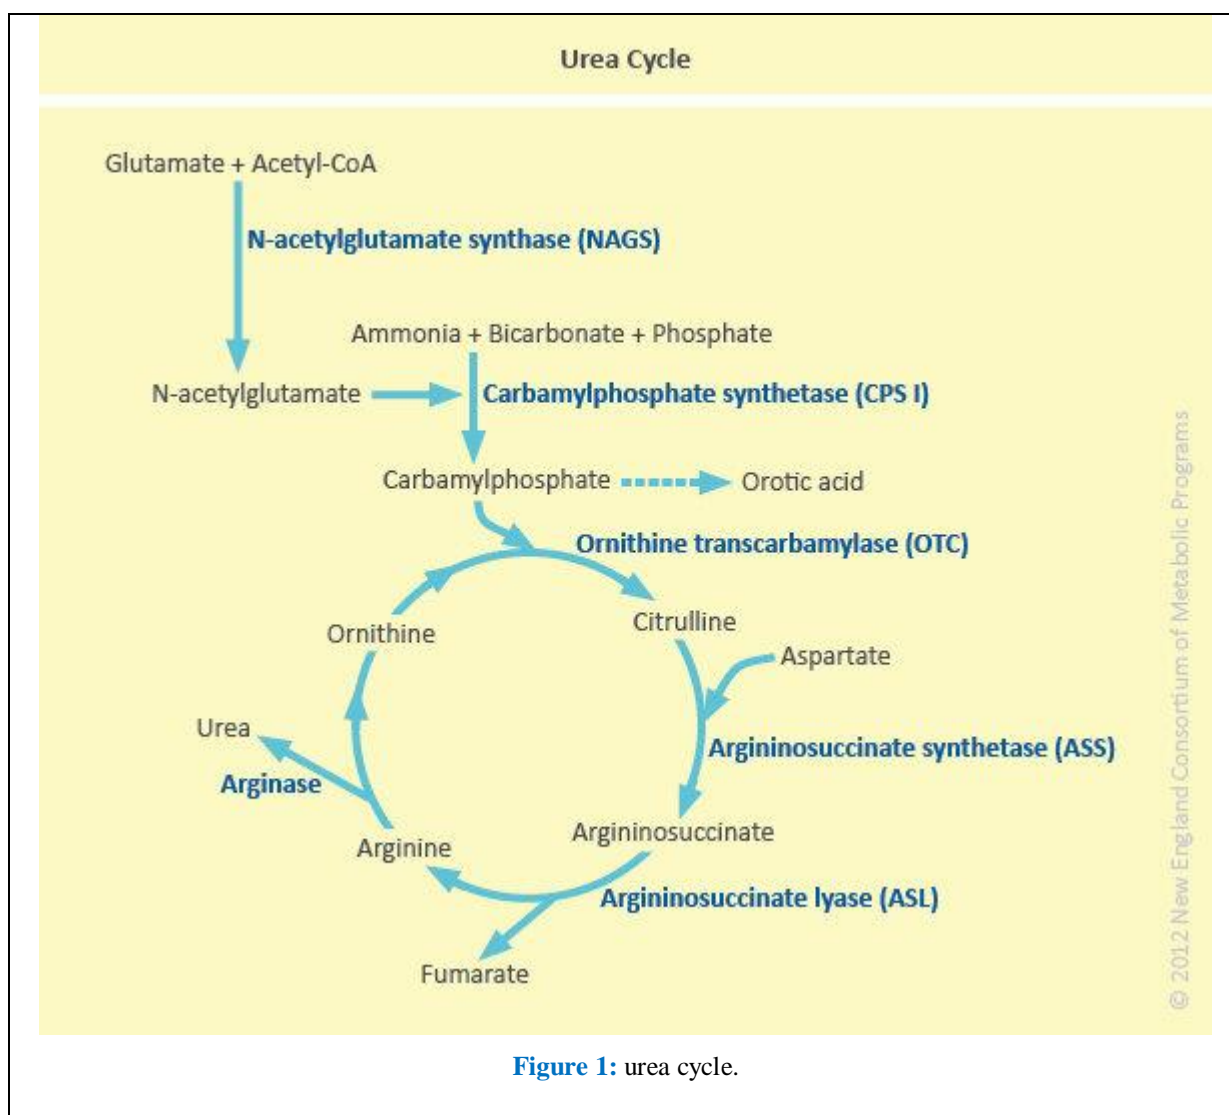 Urea Cycle
Glutamate + Acetyl-CoA
N-acetylglutamate synthase (NAGS)
Ammonia + Bicarbonate + Phosphate
N-acetylglutamate
Carbamylphosphate synthetase (CPS I)
Carbamylphosphate
Orotic acid
Ornithine transcarbamylase (OTC)
Ornithine
Citrulline
Aspartate
Urea
Argininosuccinate synthetase (ASS)
Arginase
Arginine
Argininosuccinate
Argininosuccinate lyase (ASL)
Fumarate
© 2012 New England Consortium of Metabolic Programs
Figure 1: urea cycle.